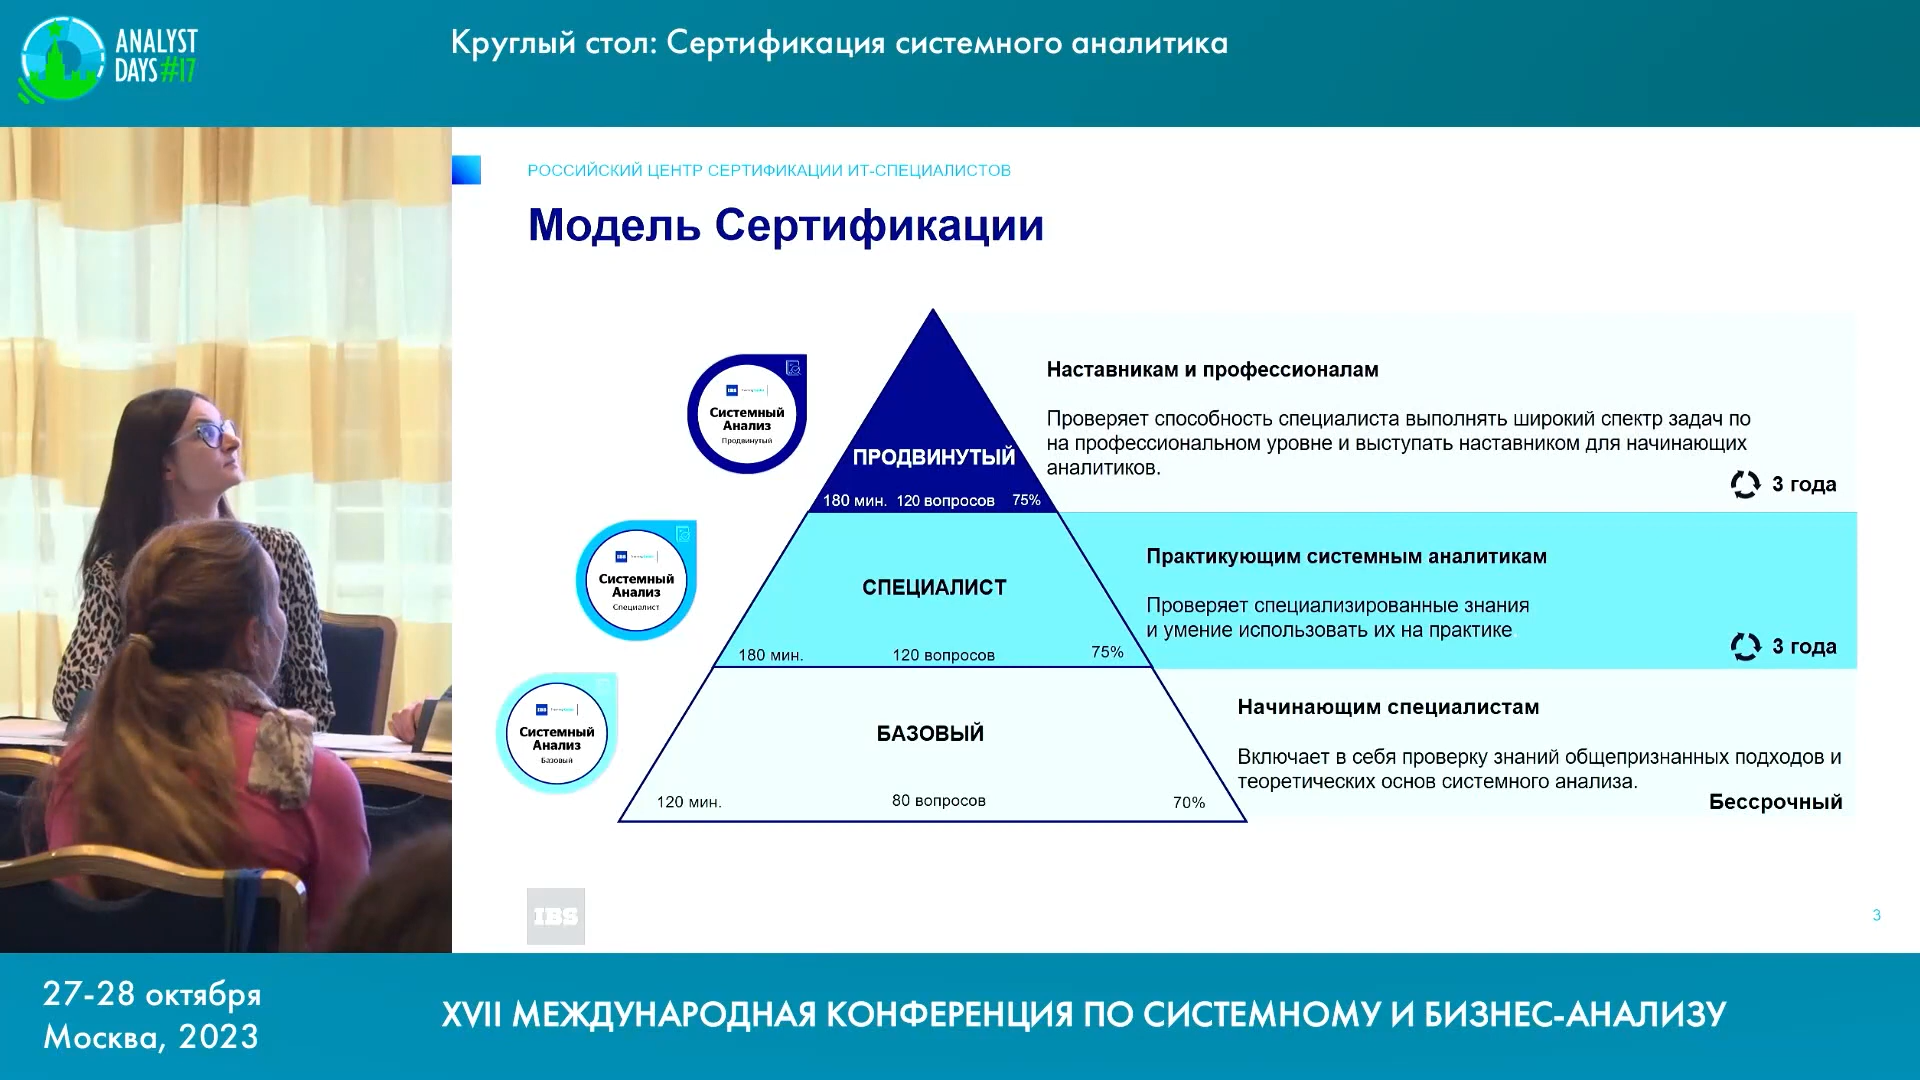 ANALYST
DAYS #17
Круглый стол: Сертификация системного аналитика
РОССИЙСКИЙ ЦЕНТР СЕРТИФИКАЦИИ ИТ-СПЕЦИАЛИСТОВ
Модель Сертификации
Системный
Анализ
Продвинутый
ПРОДВИНУТЫЙ
180 мин. 120 вопросов 75%
Наставникам и профессионалам
Проверяет способность специалиста выполнять широкий спектр задач по
на профессиональном уровне и выступать наставником для начинающих
аналитиков.
3 года
IBS
Системный
Анализ
Специалист
СПЕЦИАЛИСТ
180 мин. 120 вопросов 75%
Практикующим системным аналитикам
Проверяет специализированные знания
и умение использовать их на практике
3 года
IBS
Системный
Анализ
Базовый
БАЗОВЫЙ
120 мин. 80 вопросов 70%
Начинающим специалистам
Включает в себя проверку знаний общепризнанных подходов и
теоретических основ системного анализа.
Бессрочный
IBS
3
27-28 октября
Москва, 2023
XVII МЕЖДУНАРОДНАЯ КОНФЕРЕНЦИЯ ПО СИСТЕМНОМУ И БИЗНЕС-АНАЛИЗУ